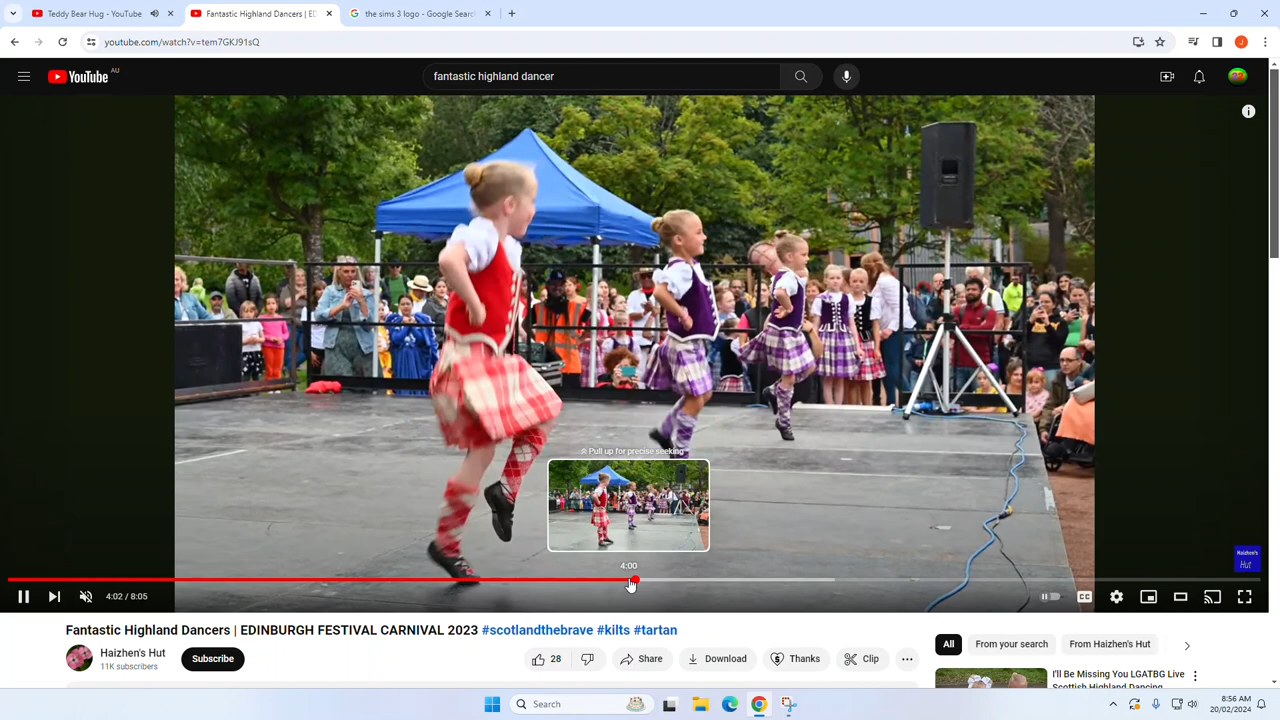 Teddy Bear Hug - YouTube
Fantastic Highland Dancers | ED
the sims 3 logo - Google Searc
youtube.com/watch?v=tem7GKJ91sQ
YouTube AU
fantastic highland dancer
Pull up for precise seeking
4:00
Haizhen's
Hut
4:02 / 8:05
CC
Fantastic Highland Dancers | EDINBURGH FESTIVAL CARNIVAL 2023 #scotlandthebrave #kilts #tartan
Haizhen's Hut
11K subscribers
Subscribe
28
Share
Download
Thanks
Clip
All
From your search
From Haizhen's Hut
I'll Be Missing You LGATBG Live
Scottish Highland Dancing
Search
8:56 AM
20/02/2024